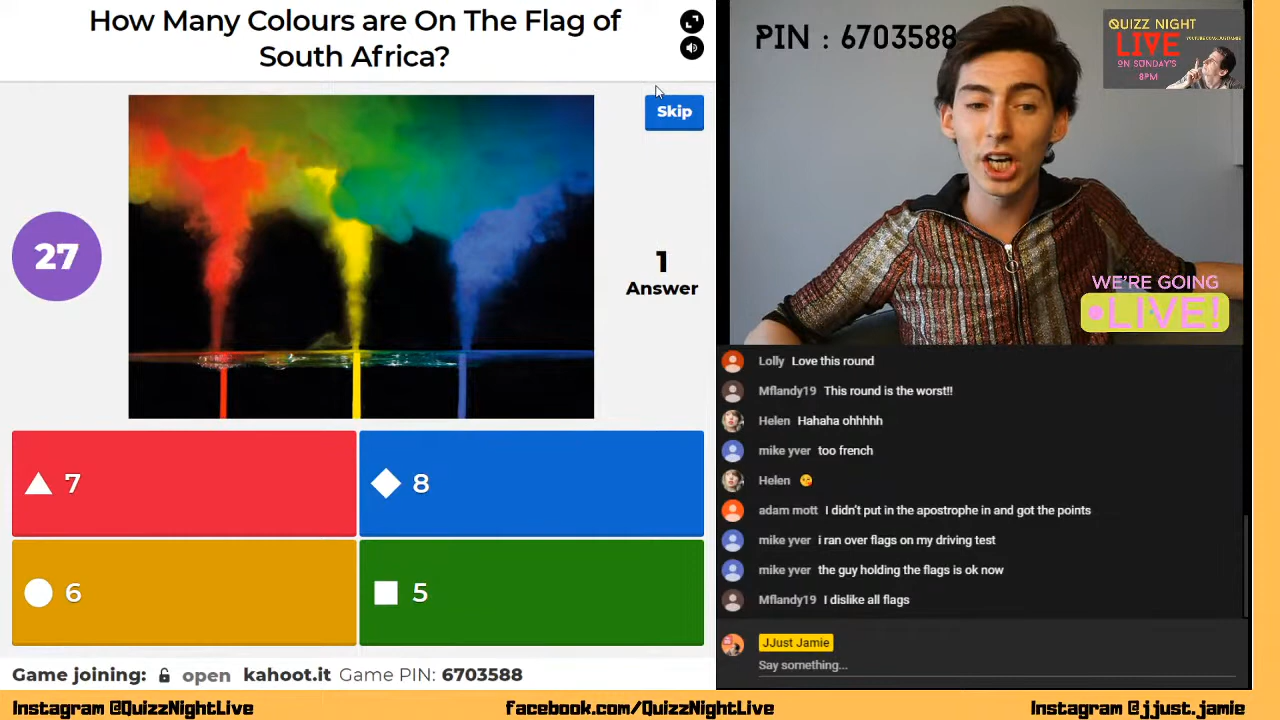 How Many Colours are On The Flag of
South Africa?
Skip
27
1
Answer
7
8
6
5
Game joining: open kahoot.it Game PIN: 6703588
PIN : 6703588
QUIZZ NIGHT
LIVE
ON SUNDAY'S
8PM
WE'RE GOING
LIVE!
Lolly Love this round
Mflandy19 This round is the worst!!
Helen Hahaha ohhhhh
mike yver too french
Helen 😘
adam mott I didn't put in the apostrophe in and got the points
mike yver i ran over flags on my driving test
mike yver the guy holding the flags is ok now
Mflandy19 I dislike all flags
JJust Jamie
Say something...
Instagram @QuizzNightLive
facebook.com/QuizzNightLive
Instagram @jjust.jamie